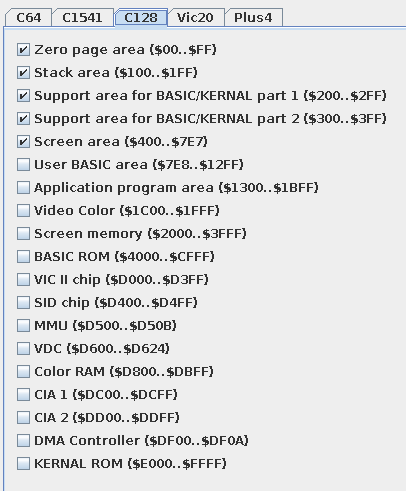 C64 C1541 C128 Vic20 Plus4
Zero page area ($00..$FF)
Stack area ($100..$1FF)
Support area for BASIC/KERNAL part 1 ($200..$2FF)
Support area for BASIC/KERNAL part 2 ($300..$3FF)
Screen area ($400..$7E7)
User BASIC area ($7E8..$12FF)
Application program area ($1300..$1BFF)
Video Color ($1C00..$1FFF)
Screen memory ($2000..$3FFF)
BASIC ROM ($4000..$CFFF)
VIC II chip ($D000..$D3FF)
SID chip ($D400..$D4FF)
MMU ($D500..$D50B)
VDC ($D600..$D624)
Color RAM ($D800..$DBFF)
CIA 1 ($DC00..$DCFF)
CIA 2 ($DD00..$DDFF)
DMA Controller ($DF00..$DF0A)
KERNAL ROM ($E000..$FFFF)